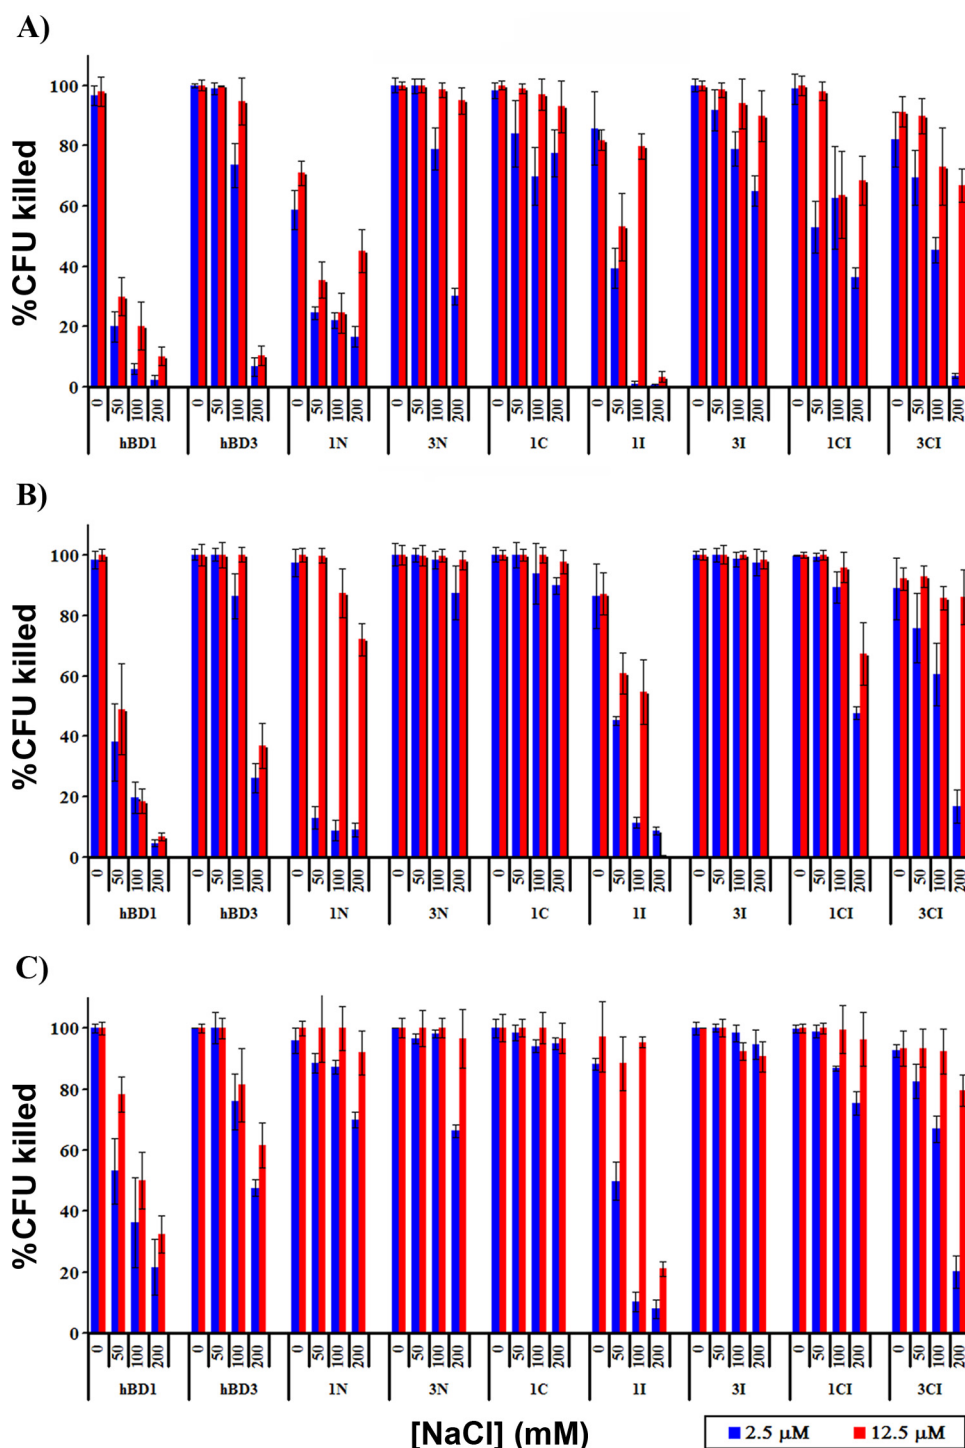 A)
%CFU killed
100
80
60
40
20
0
0 50 100 200 0 50 100 200 0 50 100 200 0 50 100 200 0 50 100 200 0 50 100 200 0 50 100 200 0 50 100 200 0 50 100 200
hBD1 hBD3 1N 3N 1C 1I 3I 1CI 3CI
B)
%CFU killed
100
80
60
40
20
0
0 50 100 200 0 50 100 200 0 50 100 200 0 50 100 200 0 50 100 200 0 50 100 200 0 50 100 200 0 50 100 200 0 50 100 200
hBD1 hBD3 1N 3N 1C 1I 3I 1CI 3CI
C)
%CFU killed
100
80
60
40
20
0
0 50 100 200 0 50 100 200 0 50 100 200 0 50 100 200 0 50 100 200 0 50 100 200 0 50 100 200 0 50 100 200 0 50 100 200
hBD1 hBD3 1N 3N 1C 1I 3I 1CI 3CI
[NaCl] (mM)
2.5 µM 12.5 µM